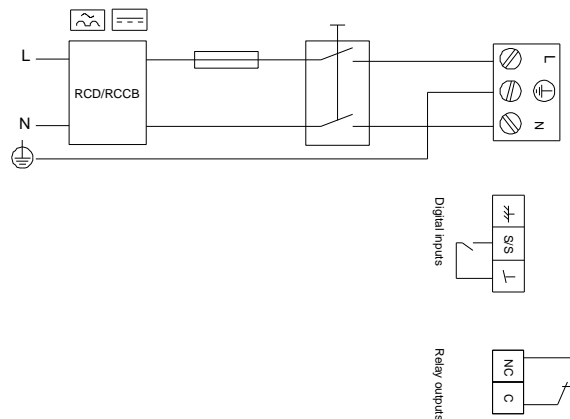 L
RCD/RCCB
N
L
N
Digital inputs
S/S
Relay outputs
NC
C